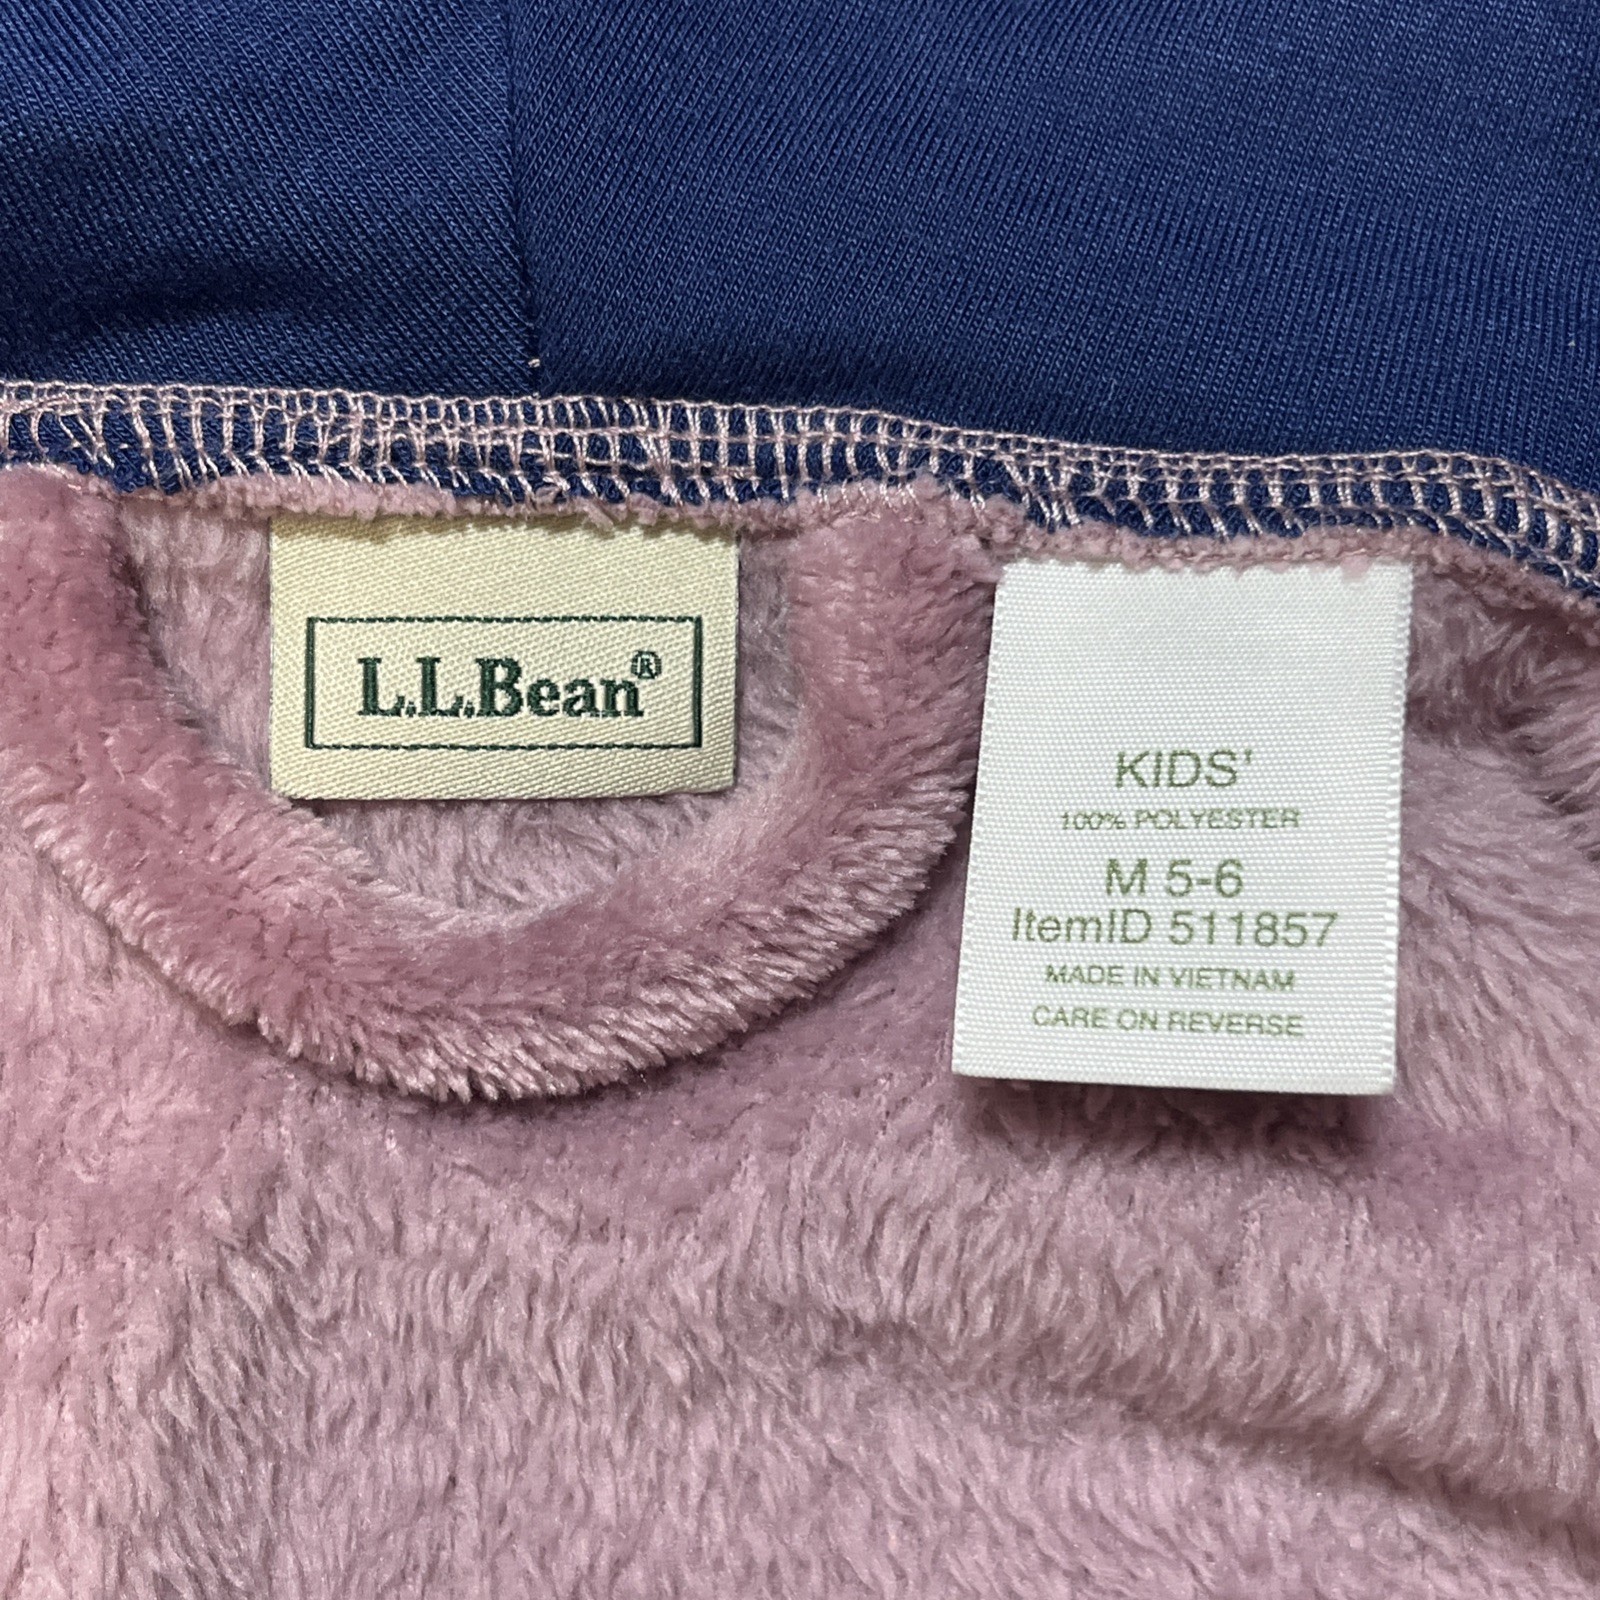 L.L.Bean®
KIDS'
100% POLYESTER
M 5-6
ItemID 511857
MADE IN VIETNAM
CARE ON REVERSE